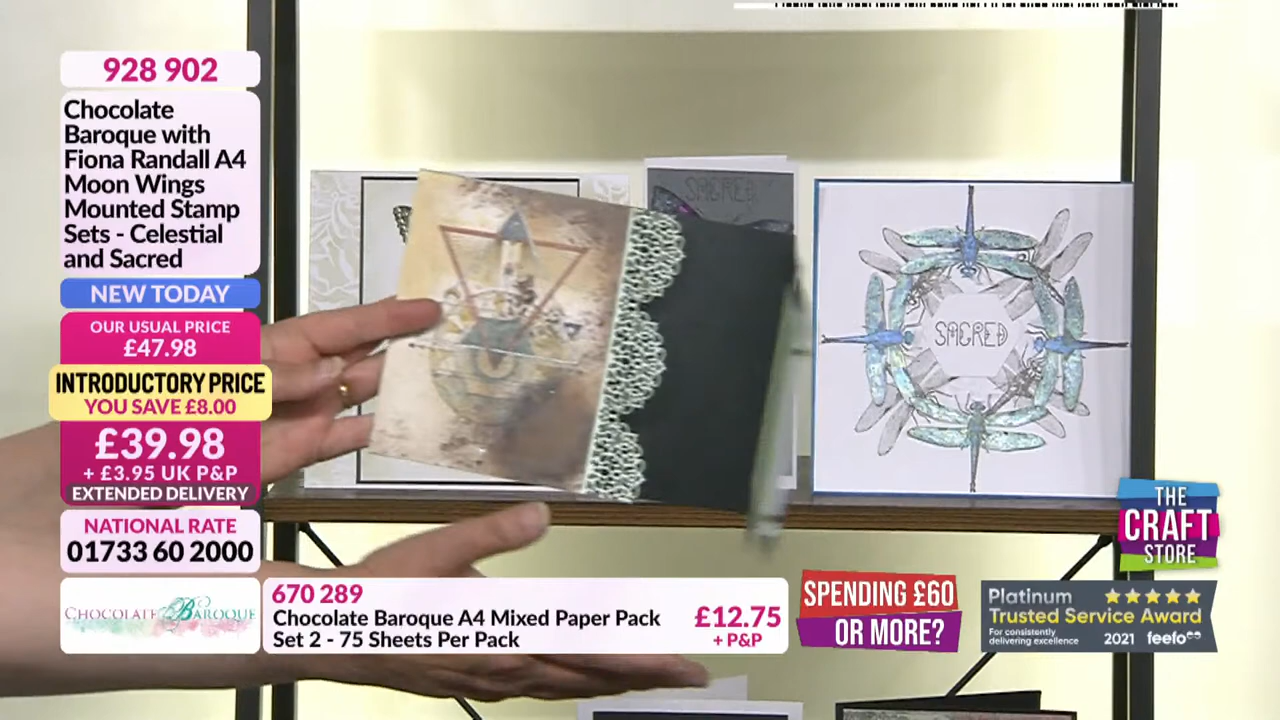 928 902
Chocolate
Baroque with
Fiona Randall A4
Moon Wings
Mounted Stamp
Sets - Celestial
and Sacred
NEW TODAY
OUR USUAL PRICE
£47.98
INTRODUCTORY PRICE
YOU SAVE £8.00
£39.98
+ £3.95 UK P&P
EXTENDED DELIVERY
NATIONAL RATE
01733 60 2000
CHOCOLATE BAROQUE
670 289
Chocolate Baroque A4 Mixed Paper Pack
Set 2 - 75 Sheets Per Pack
£12.75
+ P&P
SPENDING £60
OR MORE?
Platinum
Trusted Service Award
For consistently
delivering excellence
2021 feefo
THE
CRAFT
STORE
SACRED
SACRED